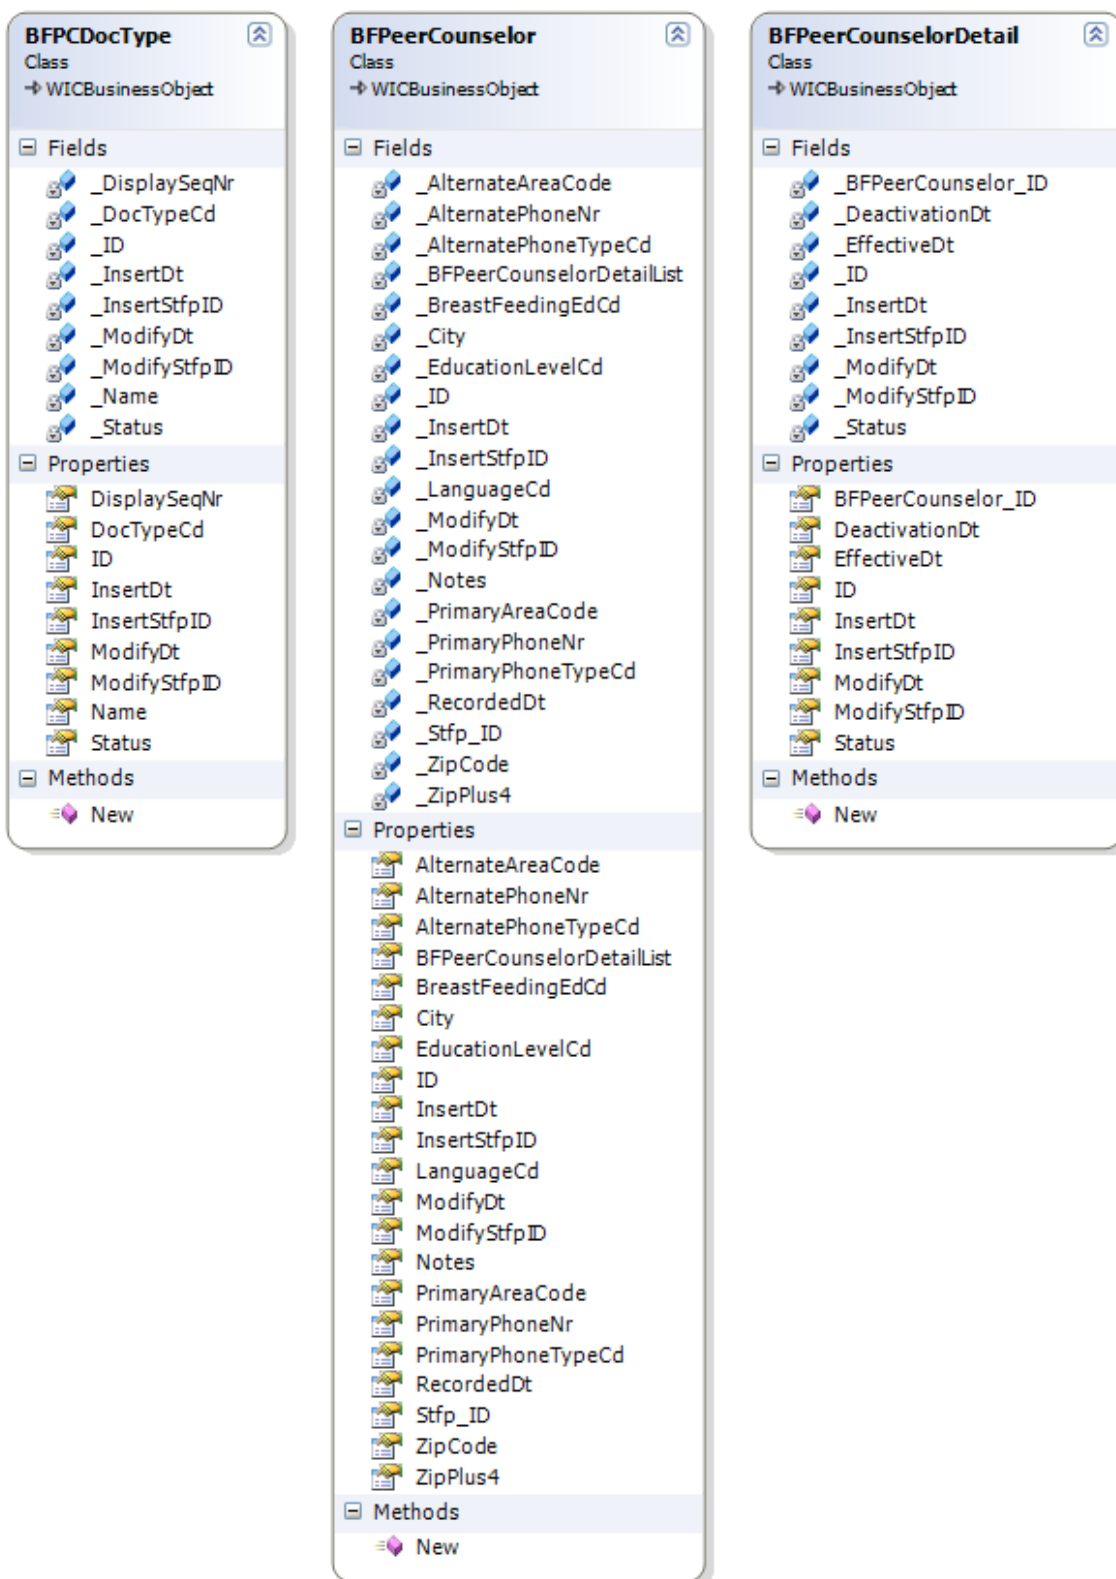 BFPCDocType
Class
WICBusinessObject
Fields
_DisplaySeqNr
_DocTypeCd
_ID
_InsertDt
_InsertStfpID
_ModifyDt
_ModifyStfpID
_Name
_Status
Properties
DisplaySeqNr
DocTypeCd
ID
InsertDt
InsertStfpID
ModifyDt
ModifyStfpID
Name
Status
Methods
New
BFPeerCounselor
Class
WICBusinessObject
Fields
_AlternateAreaCode
_AlternatePhoneNr
_AlternatePhoneTypeCd
_BFPeerCounselorDetailList
_BreastFeedingEdCd
_City
_EducationLevelCd
_ID
_InsertDt
_InsertStfpID
_LanguageCd
_ModifyDt
_ModifyStfpID
_Notes
_PrimaryAreaCode
_PrimaryPhoneNr
_PrimaryPhoneTypeCd
_RecordedDt
_Stfp_ID
_ZipCode
_ZipPlus4
Properties
AlternateAreaCode
AlternatePhoneNr
AlternatePhoneTypeCd
BFPeerCounselorDetailList
BreastFeedingEdCd
City
EducationLevelCd
ID
InsertDt
InsertStfpID
LanguageCd
ModifyDt
ModifyStfpID
Notes
PrimaryAreaCode
PrimaryPhoneNr
PrimaryPhoneTypeCd
RecordedDt
Stfp_ID
ZipCode
ZipPlus4
Methods
New
BFPeerCounselorDetail
Class
WICBusinessObject
Fields
_BFPeerCounselor_ID
_DeactivationDt
_EffectiveDt
_ID
_InsertDt
_InsertStfpID
_ModifyDt
_ModifyStfpID
_Status
Properties
BFPeerCounselor_ID
DeactivationDt
EffectiveDt
ID
InsertDt
InsertStfpID
ModifyDt
ModifyStfpID
Status
Methods
New